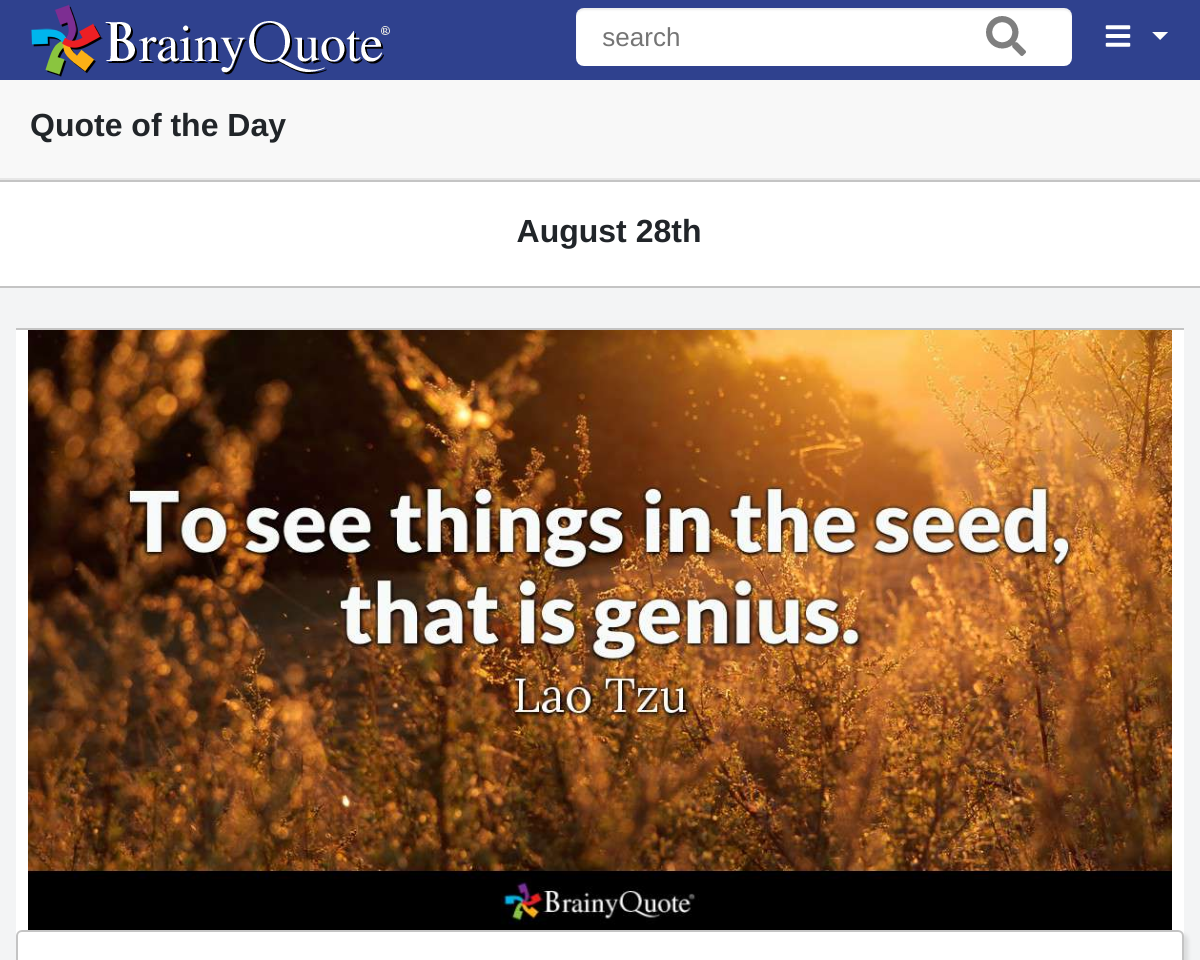 BrainyQuote®
search
Quote of the Day
August 28th
To see things in the seed,
that is genius.
Lao Tzu
BrainyQuote®